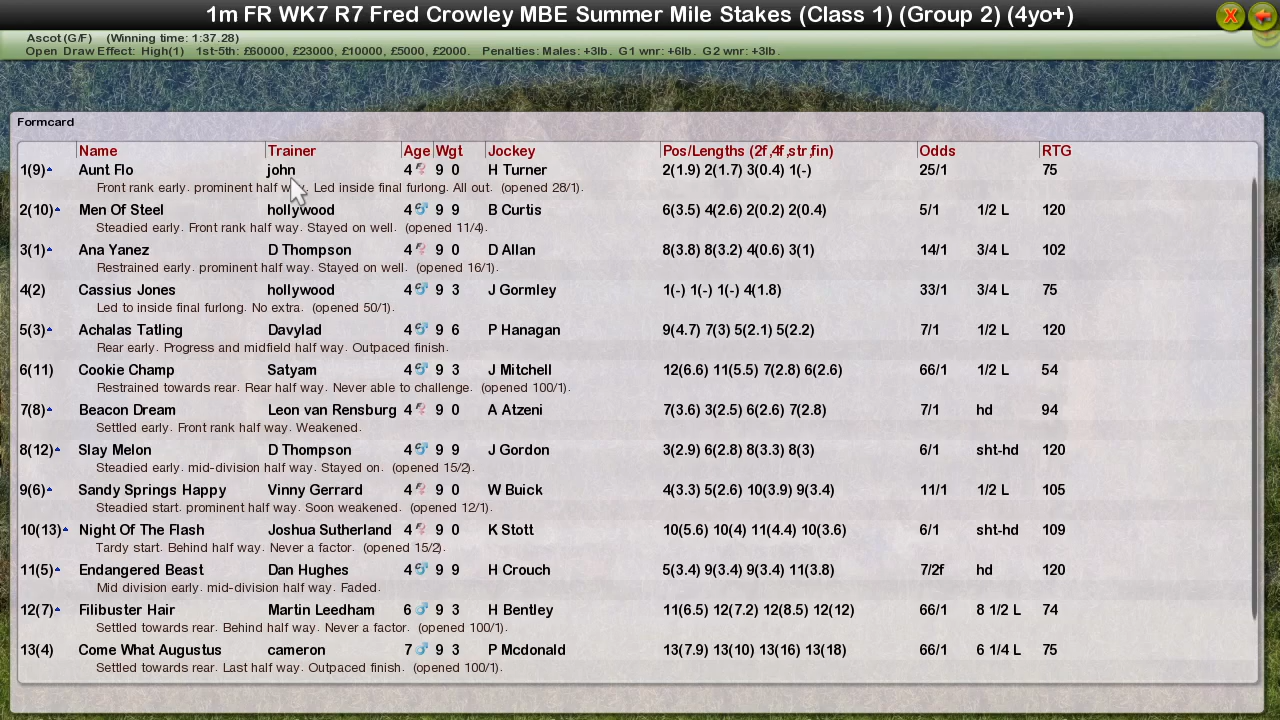 1m FR WK7 R7 Fred Crowley MBE Summer Mile Stakes (Class 1) (Group 2) (4yo+)
Ascot(G/F) (Winning time: 1:37.28)
Open Draw Effect: High(1) 1st-5th: £60000, £23000, £10000, £5000, £2000. Penalties: Males: +3lb. G1 wnr: +6lb. G2 wnr: +3lb.
Formcard
Name Trainer Age Wgt Jockey Pos/Lengths (2f,4f,str,fin) Odds RTG
1(9) Aunt Flo john 4 9 0 H Turner 2(1.9) 2(1.7) 3(0.4) 1(-) 25/1 75
Front rank early. prominent half w . Led inside final furlong. All out. (opened 28/1).
2(10) Men Of Steel hollywood 4 9 9 B Curtis 6(3.5) 4(2.6) 2(0.2) 2(0.4) 5/1 1/2 L 120
Steadied early. Front rank half way. Stayed on well. (opened 11/4).
3(1) Ana Yanez D Thompson 4 9 0 D Allan 8(3.8) 8(3.2) 4(0.6) 3(1) 14/1 3/4 L 102
Restrained early. prominent half way. Stayed on well. (opened 16/1).
4(2) Cassius Jones hollywood 4 9 3 J Gormley 1(-) 1(-) 1(-) 4(1.8) 33/1 3/4 L 75
Led to inside final furlong. No extra. (opened 50/1).
5(3) Achalas Tatling Davylad 4 9 6 P Hanagan 9(4.7) 7(3) 5(2.1) 5(2.2) 7/1 1/2 L 120
Rear early. Progress and midfield half way. Outpaced finish.
6(11) Cookie Champ Satyam 4 9 3 J Mitchell 12(6.6) 11(5.5) 7(2.8) 6(2.6) 66/1 1/2 L 54
Restrained towards rear. Rear half way. Never able to challenge. (opened 100/1).
7(8) Beacon Dream Leon van Rensburg 4 9 0 A Atzeni 7(3.6) 3(2.5) 6(2.6) 7(2.8) 7/1 hd 94
Settled early. Front rank half way. Weakened.
8(12) Slay Melon D Thompson 4 9 9 J Gordon 3(2.9) 6(2.8) 8(3.3) 8(3) 6/1 sht-hd 120
Steadied early. mid-division half way. Stayed on. (opened 15/2).
9(6) Sandy Springs Happy Vinny Gerrard 4 9 0 W Buick 4(3.3) 5(2.6) 10(3.9) 9(3.4) 11/1 1/2 L 105
Steadied start. prominent half way. Soon weakened. (opened 12/1).
10(13) Night Of The Flash Joshua Sutherland 4 9 0 K Stott 10(5.6) 10(4) 11(4.4) 10(3.6) 6/1 sht-hd 109
Tardy start. Behind half way. Never a factor. (opened 15/2).
11(5) Endangered Beast Dan Hughes 4 9 9 H Crouch 5(3.4) 9(3.4) 9(3.4) 11(3.8) 7/2f hd 120
Mid division early. mid-division half way. Faded.
12(7) Filibuster Hair Martin Leedham 6 9 3 H Bentley 11(6.5) 12(7.2) 12(8.5) 12(12) 66/1 8 1/2 L 74
Settled towards rear. Behind half way. Never a factor. (opened 100/1).
13(4) Come What Augustus cameron 7 9 3 P Mcdonald 13(7.9) 13(10) 13(16) 13(18) 66/1 6 1/4 L 75
Settled towards rear. Last half way. Outpaced finish. (opened 100/1).